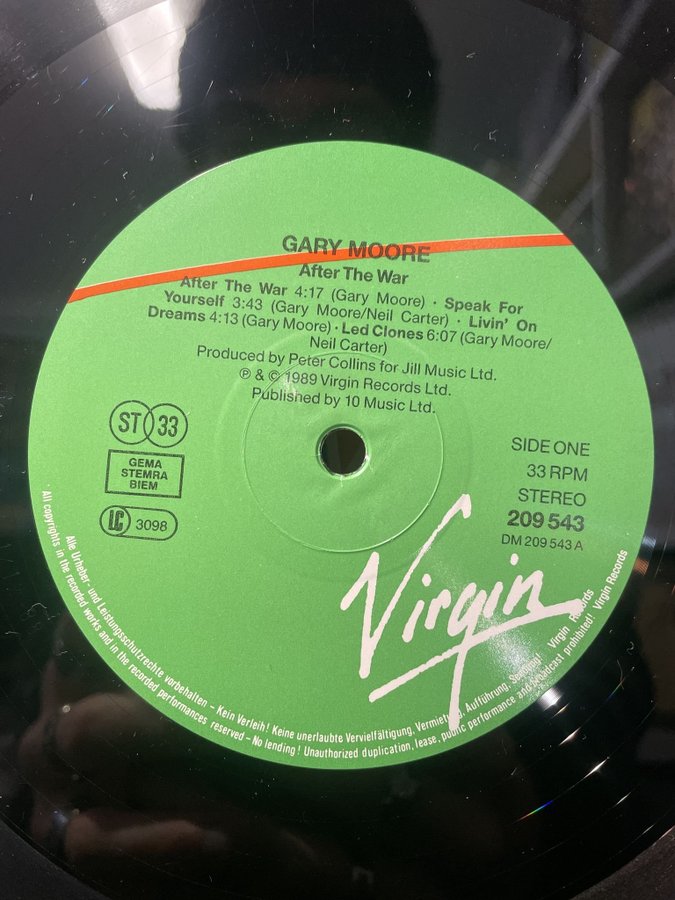 GARY MOORE
After The War
After The War 4:17 (Gary Moore) · Speak For
Yourself 3:43 (Gary Moore/Neil Carter) · Livin' On
Dreams 4:13 (Gary Moore) · Led Clones 6:07 (Gary Moore/
Neil Carter)
Produced by Peter Collins for Jill Music Ltd.
℗ & © 1989 Virgin Records Ltd.
Published by 10 Music Ltd.
ST 33
GEMA
STEMRA
BIEM
LC 3098
SIDE ONE
33 RPM
STEREO
209 543
DM 209 543 A
Virgin
Alle Urheber- und Leistungsschutzrechte vorbehalten – Kein Verleih! Keine unerlaubte Vervielfältigung, Vermietung, Aufführung, Sendung! Virgin Records
All copyrights in the recorded works and in the recorded performances reserved – No lending! Unauthorized duplication, lease, public performance and broadcast prohibited! Virgin Records